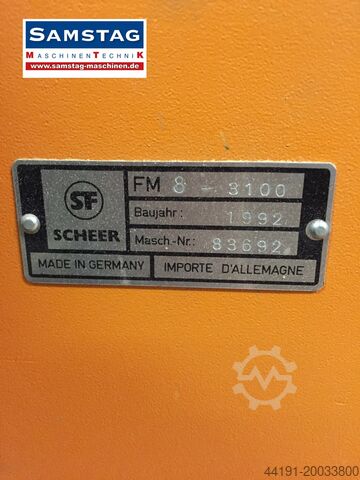 SAMSTAG
MASCHINENTECHNIK
www.samstag-maschinen.de
SF
SCHEER
FM 8 - 3100
Baujahr: 1992
Masch.-Nr.: 83692
MADE IN GERMANY
IMPORTE D'ALLEMAGNE
44191-20033800